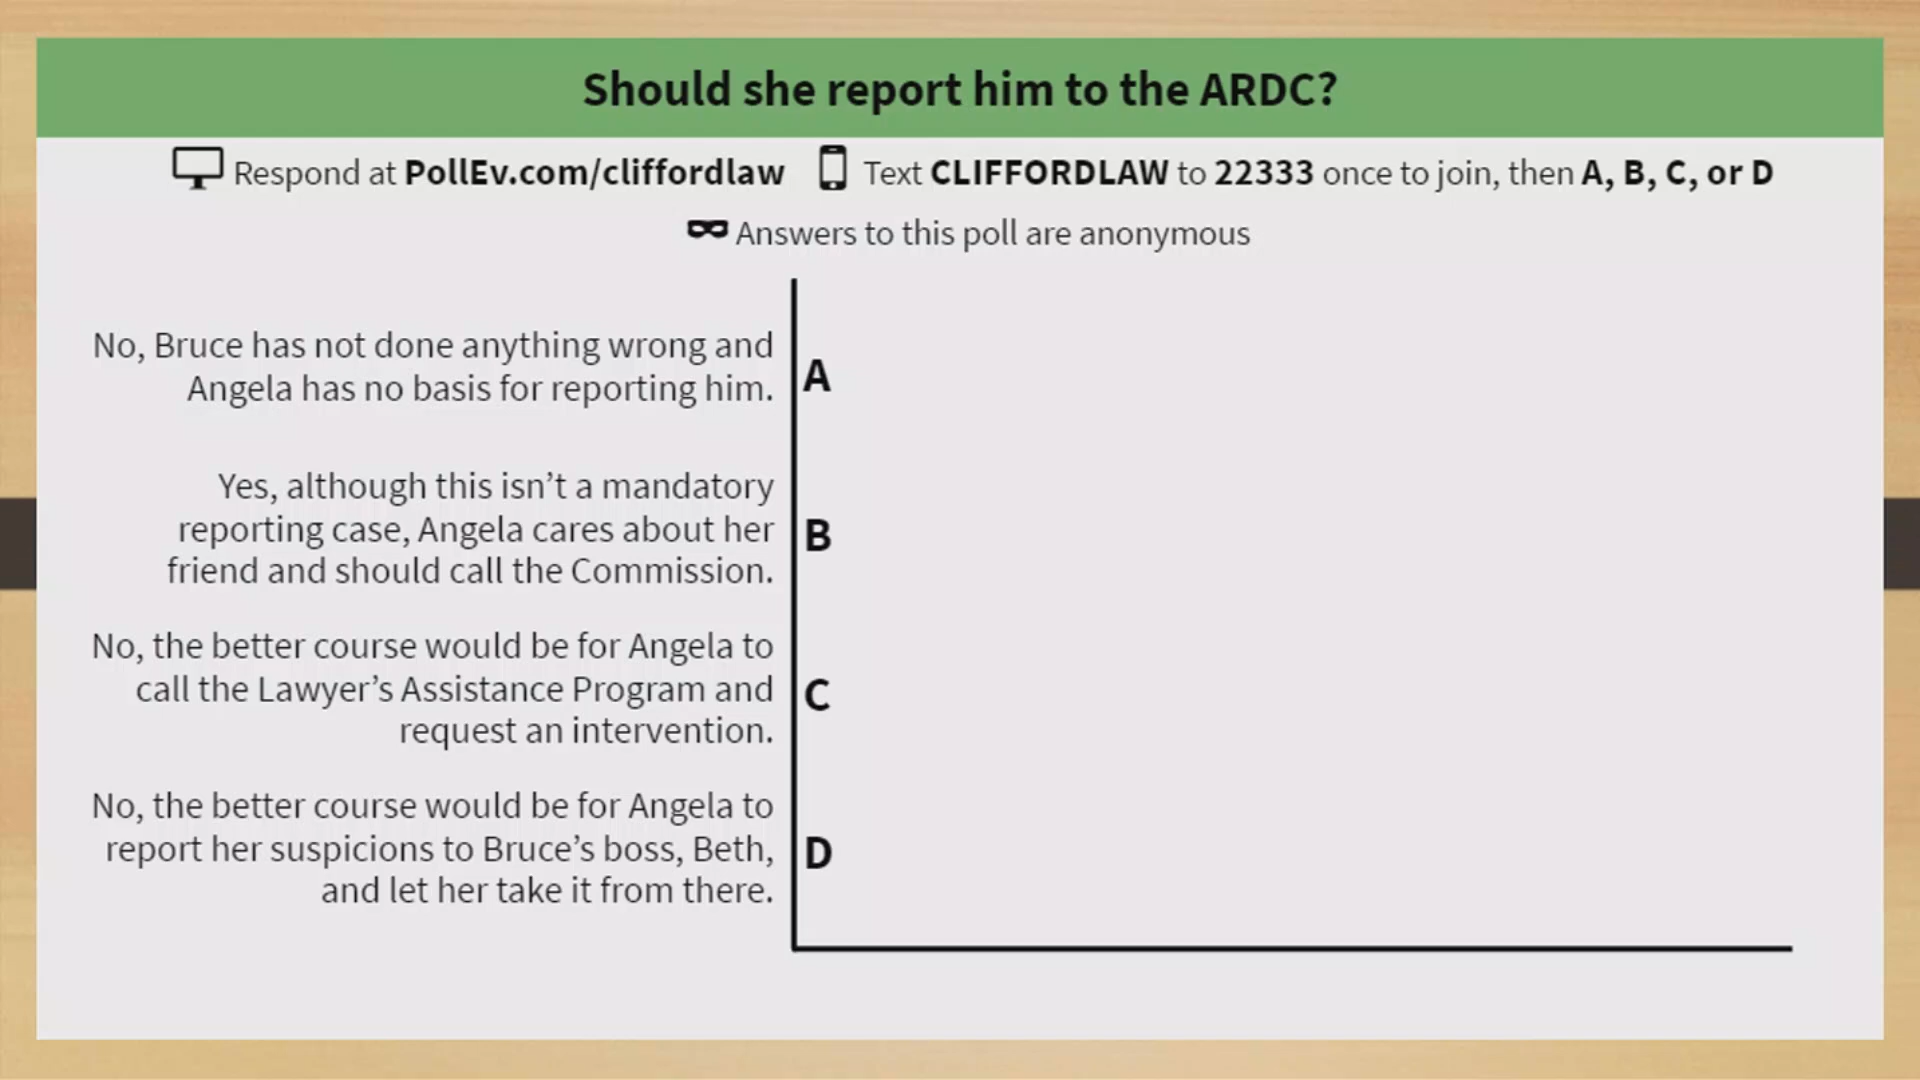 Should she report him to the ARDC?
Respond at PollEv.com/cliffordlaw Text CLIFFORDLAW to 22333 once to join, then A, B, C, or D
Answers to this poll are anonymous
No, Bruce has not done anything wrong and
Angela has no basis for reporting him.
A
Yes, although this isn’t a mandatory
reporting case, Angela cares about her
friend and should call the Commission.
B
No, the better course would be for Angela to
call the Lawyer’s Assistance Program and
request an intervention.
C
No, the better course would be for Angela to
report her suspicions to Bruce’s boss, Beth,
and let her take it from there.
D